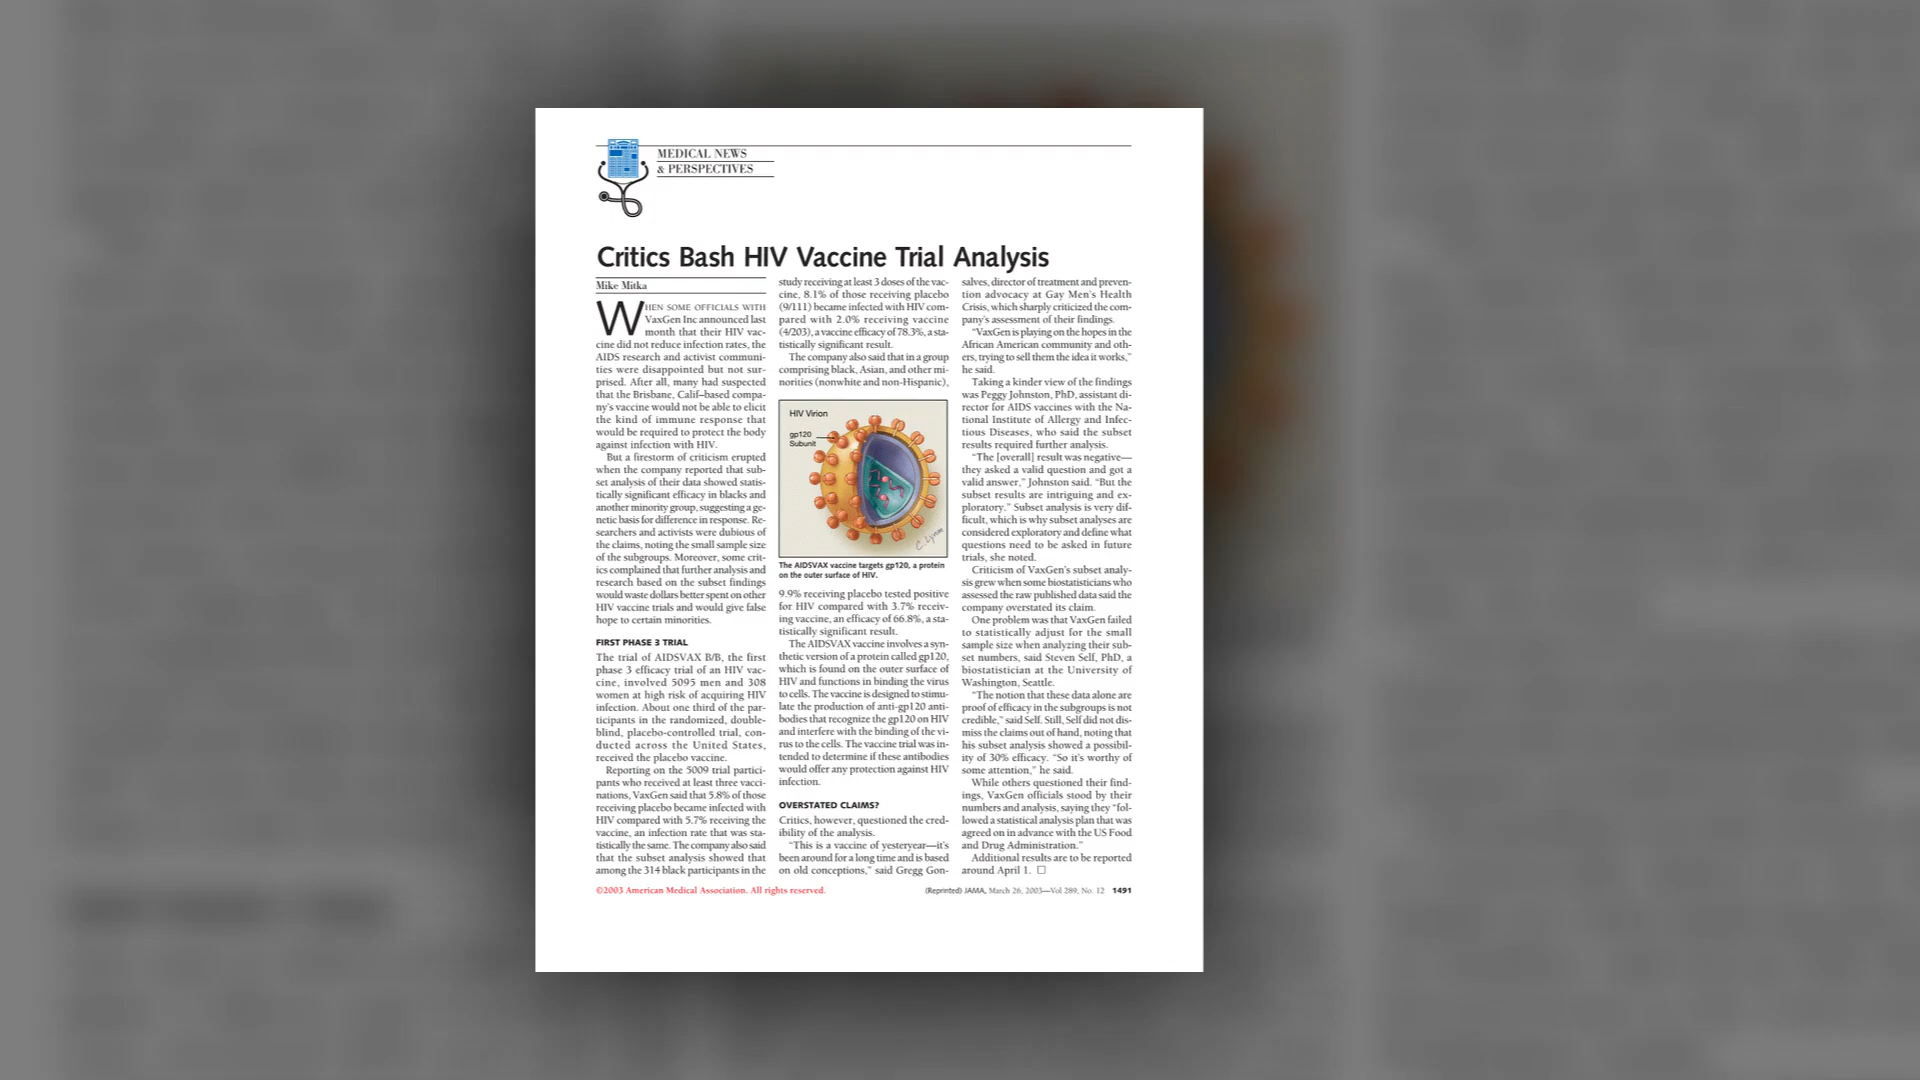 MEDICAL NEWS
& PERSPECTIVES
Critics Bash HIV Vaccine Trial Analysis
Mike Mitka
WHEN SOME OFFICIALS WITH
VaxGen Inc announced last
month that their HIV vac-
cine did not reduce infection rates, the
AIDS research and activist communi-
ties were disappointed but not sur-
prised. After all, many had suspected
that the Brisbane, Calif–based compa-
ny's vaccine would not be able to elicit
the kind of immune response that
would be required to protect the body
against infection with HIV.
But a firestorm of criticism erupted
when the company reported that sub-
set analysis of their data showed statis-
tically significant efficacy in blacks and
another minority group, suggesting a ge-
netic basis for difference in response. Re-
searchers and activists were dubious of
the claims, noting the small sample size
of the subgroups. Moreover, some crit-
ics complained that further analysis and
research based on the subset findings
would waste dollars better spent on other
HIV vaccine trials and would give false
hope to certain minorities.
FIRST PHASE 3 TRIAL
The trial of AIDSVAX B/B, the first
phase 3 efficacy trial of an HIV vac-
cine, involved 5095 men and 308
women at high risk of acquiring HIV
infection. About one third of the par-
ticipants in the randomized, double-
blind, placebo-controlled trial, con-
ducted across the United States,
received the placebo vaccine.
Reporting on the 5009 trial partici-
pants who received at least three vacci-
nations, VaxGen said that 5.8% of those
receiving placebo became infected with
HIV compared with 5.7% receiving the
vaccine, an infection rate that was sta-
tistically the same. The company also said
that the subset analysis showed that
among the 314 black participants in the
study receiving at least 3 doses of the vac-
cine, 8.1% of those receiving placebo
(9/111) became infected with HIV com-
pared with 2.0% receiving vaccine
(4/203), a vaccine efficacy of 78.3%, a sta-
tistically significant result.
The company also said that in a group
comprising black, Asian, and other mi-
norities (nonwhite and non-Hispanic),
HIV Virion
gp120
Subunit
C. Lynm
The AIDSVAX vaccine targets gp120, a protein
on the outer surface of HIV.
9.9% receiving placebo tested positive
for HIV compared with 3.7% receiv-
ing vaccine, an efficacy of 66.8%, a sta-
tistically significant result.
The AIDSVAX vaccine involves a syn-
thetic version of a protein called gp120,
which is found on the outer surface of
HIV and functions in binding the virus
to cells. The vaccine is designed to stimu-
late the production of anti-gp120 anti-
bodies that recognize the gp120 on HIV
and interfere with the binding of the vi-
rus to the cells. The vaccine trial was in-
tended to determine if these antibodies
would offer any protection against HIV
infection.
OVERSTATED CLAIMS?
Critics, however, questioned the cred-
ibility of the analysis.
"This is a vaccine of yesteryear—it's
been around for a long time and is based
on old conceptions," said Gregg Gon-
salves, director of treatment and preven-
tion advocacy at Gay Men's Health
Crisis, which sharply criticized the com-
pany's assessment of their findings.
"VaxGen is playing on the hopes in the
African American community and oth-
ers, trying to sell them the idea it works,"
he said.
Taking a kinder view of the findings
was Peggy Johnston, PhD, assistant di-
rector for AIDS vaccines with the Na-
tional Institute of Allergy and Infec-
tious Diseases, who said the subset
results required further analysis.
"The [overall] result was negative—
they asked a valid question and got a
valid answer," Johnston said. "But the
subset results are intriguing and ex-
ploratory." Subset analysis is very dif-
ficult, which is why subset analyses are
considered exploratory and define what
questions need to be asked in future
trials, she noted.
Criticism of VaxGen's subset analy-
sis grew when some biostatisticians who
assessed the raw published data said the
company overstated its claim.
One problem was that VaxGen failed
to statistically adjust for the small
sample size when analyzing their sub-
set numbers, said Steven Self, PhD, a
biostatistician at the University of
Washington, Seattle.
"The notion that these data alone are
proof of efficacy in the subgroups is not
credible," said Self. Still, Self did not dis-
miss the claims out of hand, noting that
his subset analysis showed a possibil-
ity of 30% efficacy. "So it's worthy of
some attention," he said.
While others questioned their find-
ings, VaxGen officials stood by their
numbers and analysis, saying they "fol-
lowed a statistical analysis plan that was
agreed on in advance with the US Food
and Drug Administration."
Additional results are to be reported
around April 1. □
©2003 American Medical Association. All rights reserved.
(Reprinted) JAMA, March 26, 2003—Vol 289, No. 12 1491